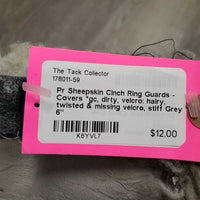 The Tack Collector
178011-59
Pr Sheepskin Cinch Ring Guards -
Covers *gc, dirty, velcro: hairy,
twisted & missing velcro, stiff Grey
6"
K6YVL7
$12.00